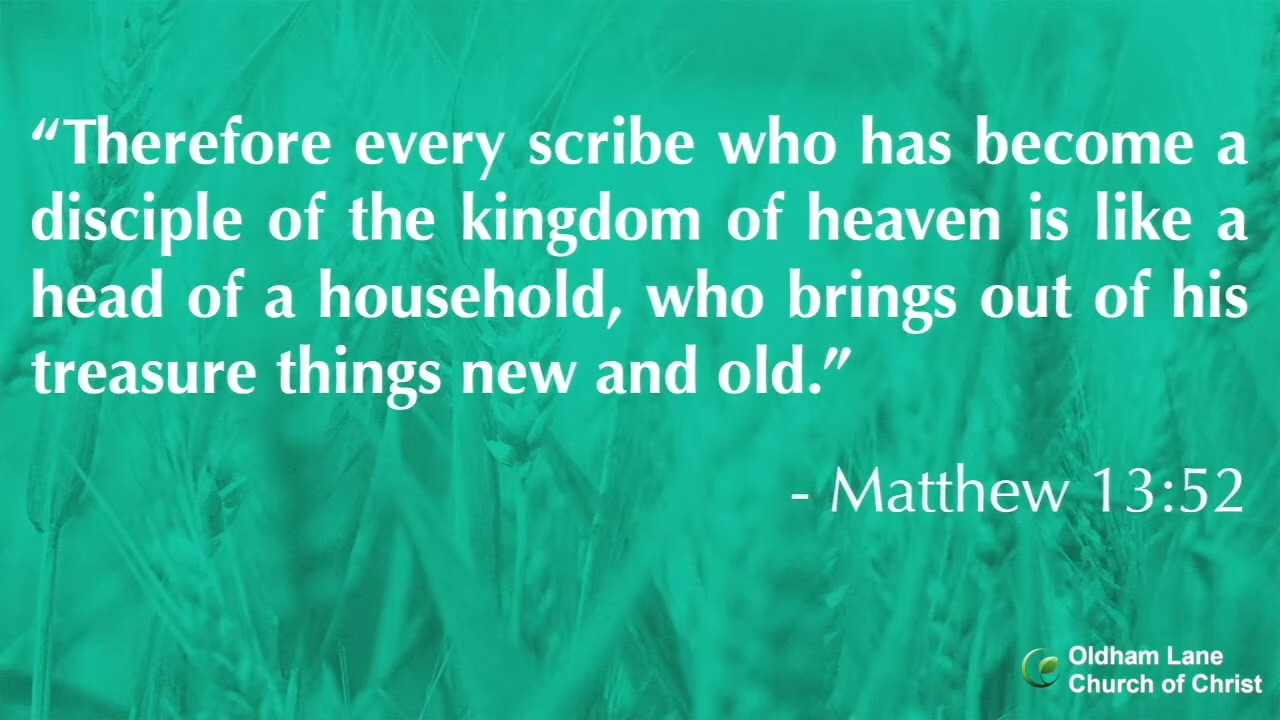 “Therefore every scribe who has become a
disciple of the kingdom of heaven is like a
head of a household, who brings out of his
treasure things new and old.”
- Matthew 13:52
Oldham Lane
Church of Christ